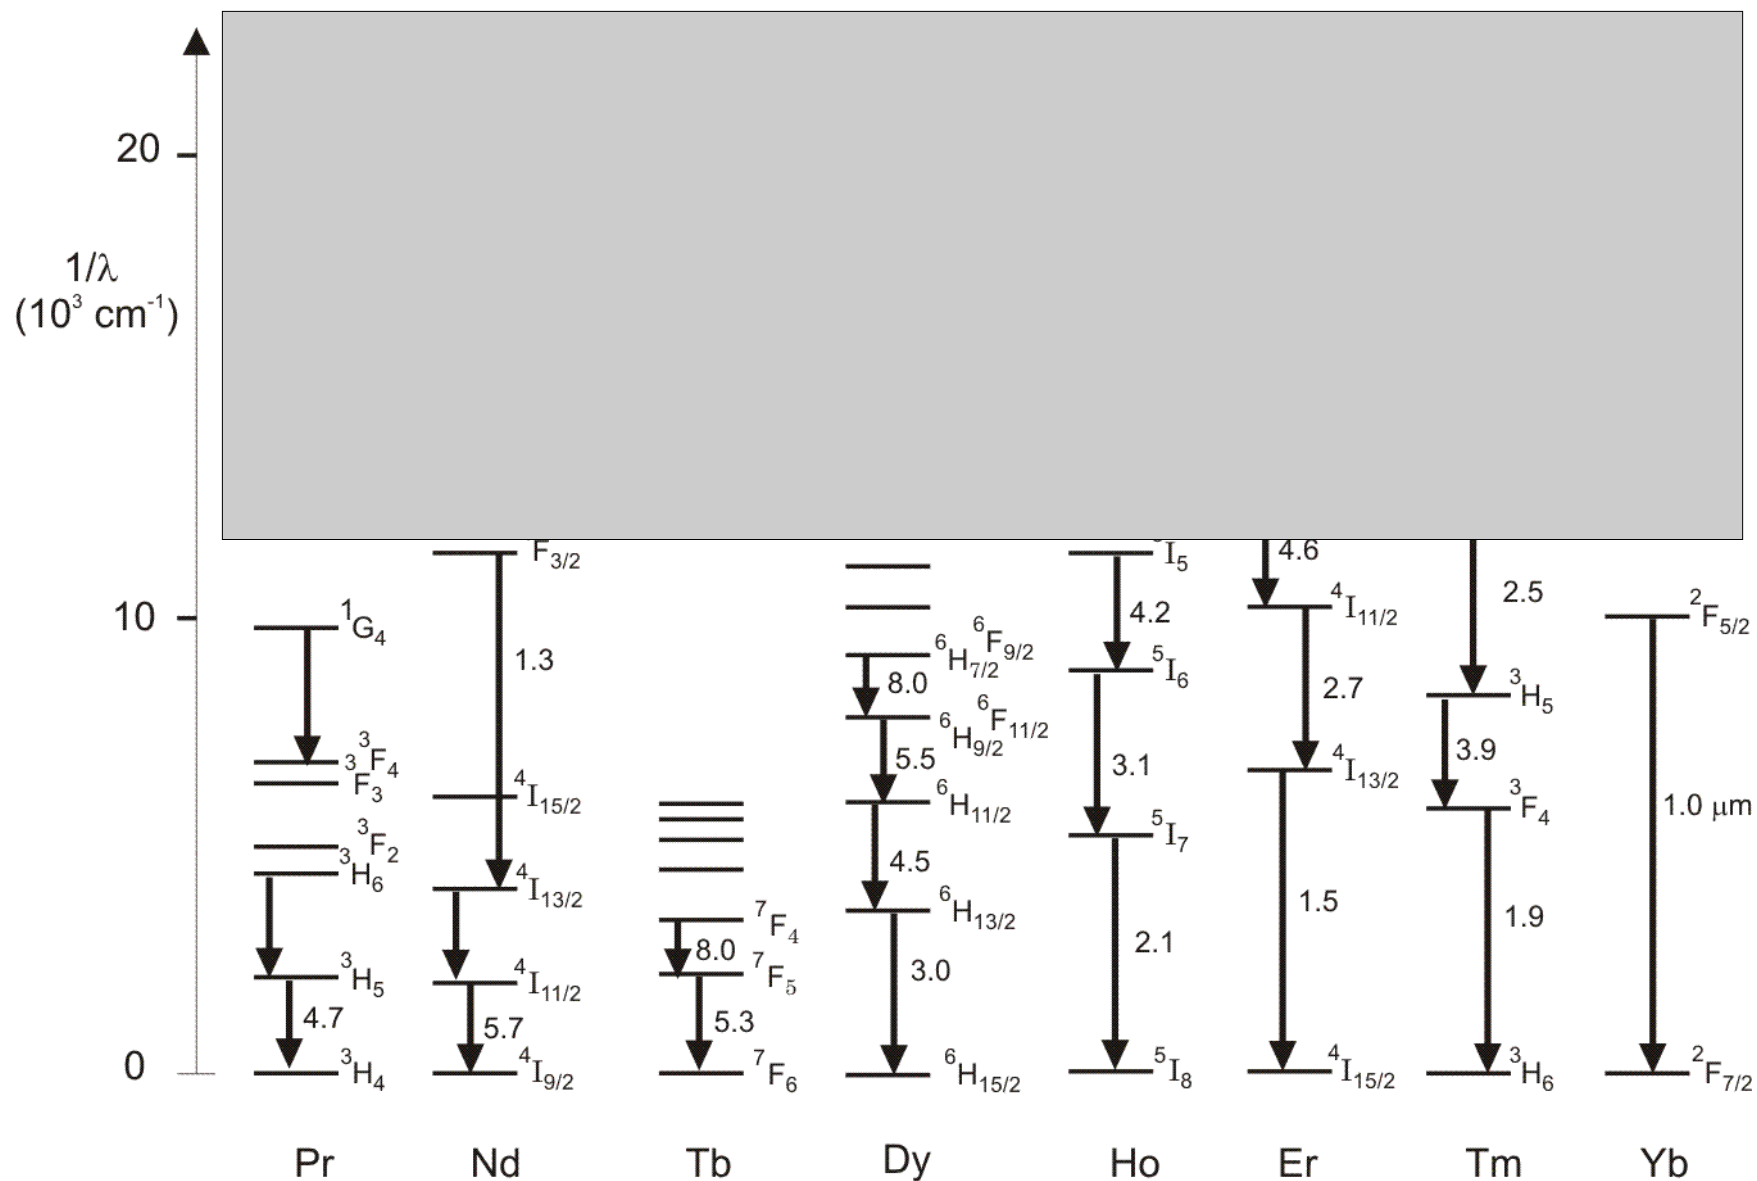 20
1/λ
(10³ cm⁻¹)
10
0
¹G₄
³F₄
³F₃
³F₂
³H₆
³H₅
4.7
³H₄
Pr
F₃/₂
1.3
⁴I₁₅/₂
⁴I₁₃/₂
⁴I₁₁/₂
5.7
⁴I₉/₂
Nd
⁷F₄
8.0
⁷F₅
5.3
⁷F₆
Tb
⁶F₉/₂
⁶H₇/₂
8.0
⁶F₁₁/₂
⁶H₉/₂
5.5
⁶H₁₁/₂
4.5
⁶H₁₃/₂
3.0
⁶H₁₅/₂
Dy
I₅
4.2
⁵I₆
3.1
⁵I₇
2.1
⁵I₈
Ho
4.6
⁴I₁₁/₂
2.7
⁴I₁₃/₂
1.5
⁴I₁₅/₂
Er
2.5
³H₅
3.9
³F₄
1.9
³H₆
Tm
²F₅/₂
1.0 μm
²F₇/₂
Yb